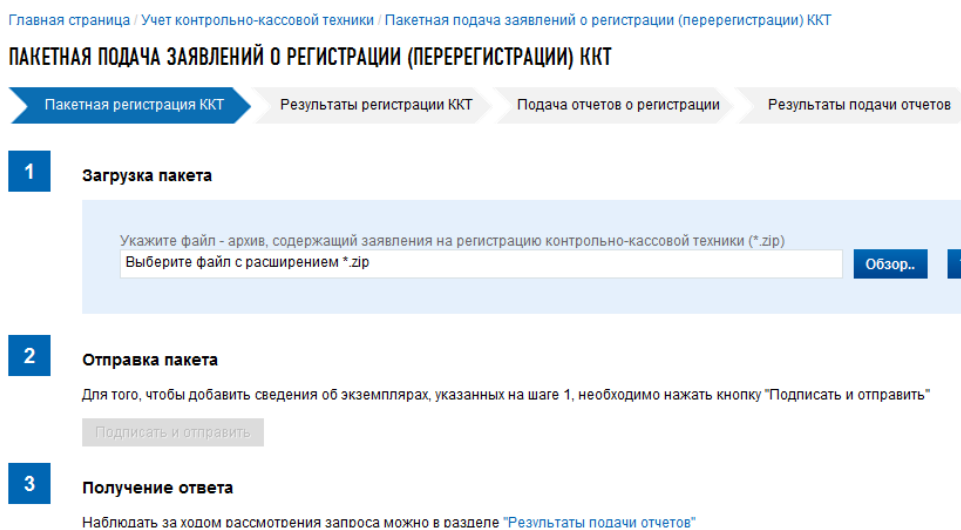 Главная страница / Учет контрольно-кассовой техники / Пакетная подача заявлений о регистрации (перерегистрации) ККТ
ПАКЕТНАЯ ПОДАЧА ЗАЯВЛЕНИЙ О РЕГИСТРАЦИИ (ПЕРЕРЕГИСТРАЦИИ) ККТ
Пакетная регистрация ККТ Результаты регистрации ККТ Подача отчетов о регистрации Результаты подачи отчетов
1 Загрузка пакета
Укажите файл - архив, содержащий заявления на регистрацию контрольно-кассовой техники (*.zip)
Выберите файл с расширением *.zip Обзор..
2 Отправка пакета
Для того, чтобы добавить сведения об экземплярах, указанных на шаге 1, необходимо нажать кнопку "Подписать и отправить"
Подписать и отправить
3 Получение ответа
Наблюдать за ходом рассмотрения запроса можно в разделе "Результаты подачи отчетов"